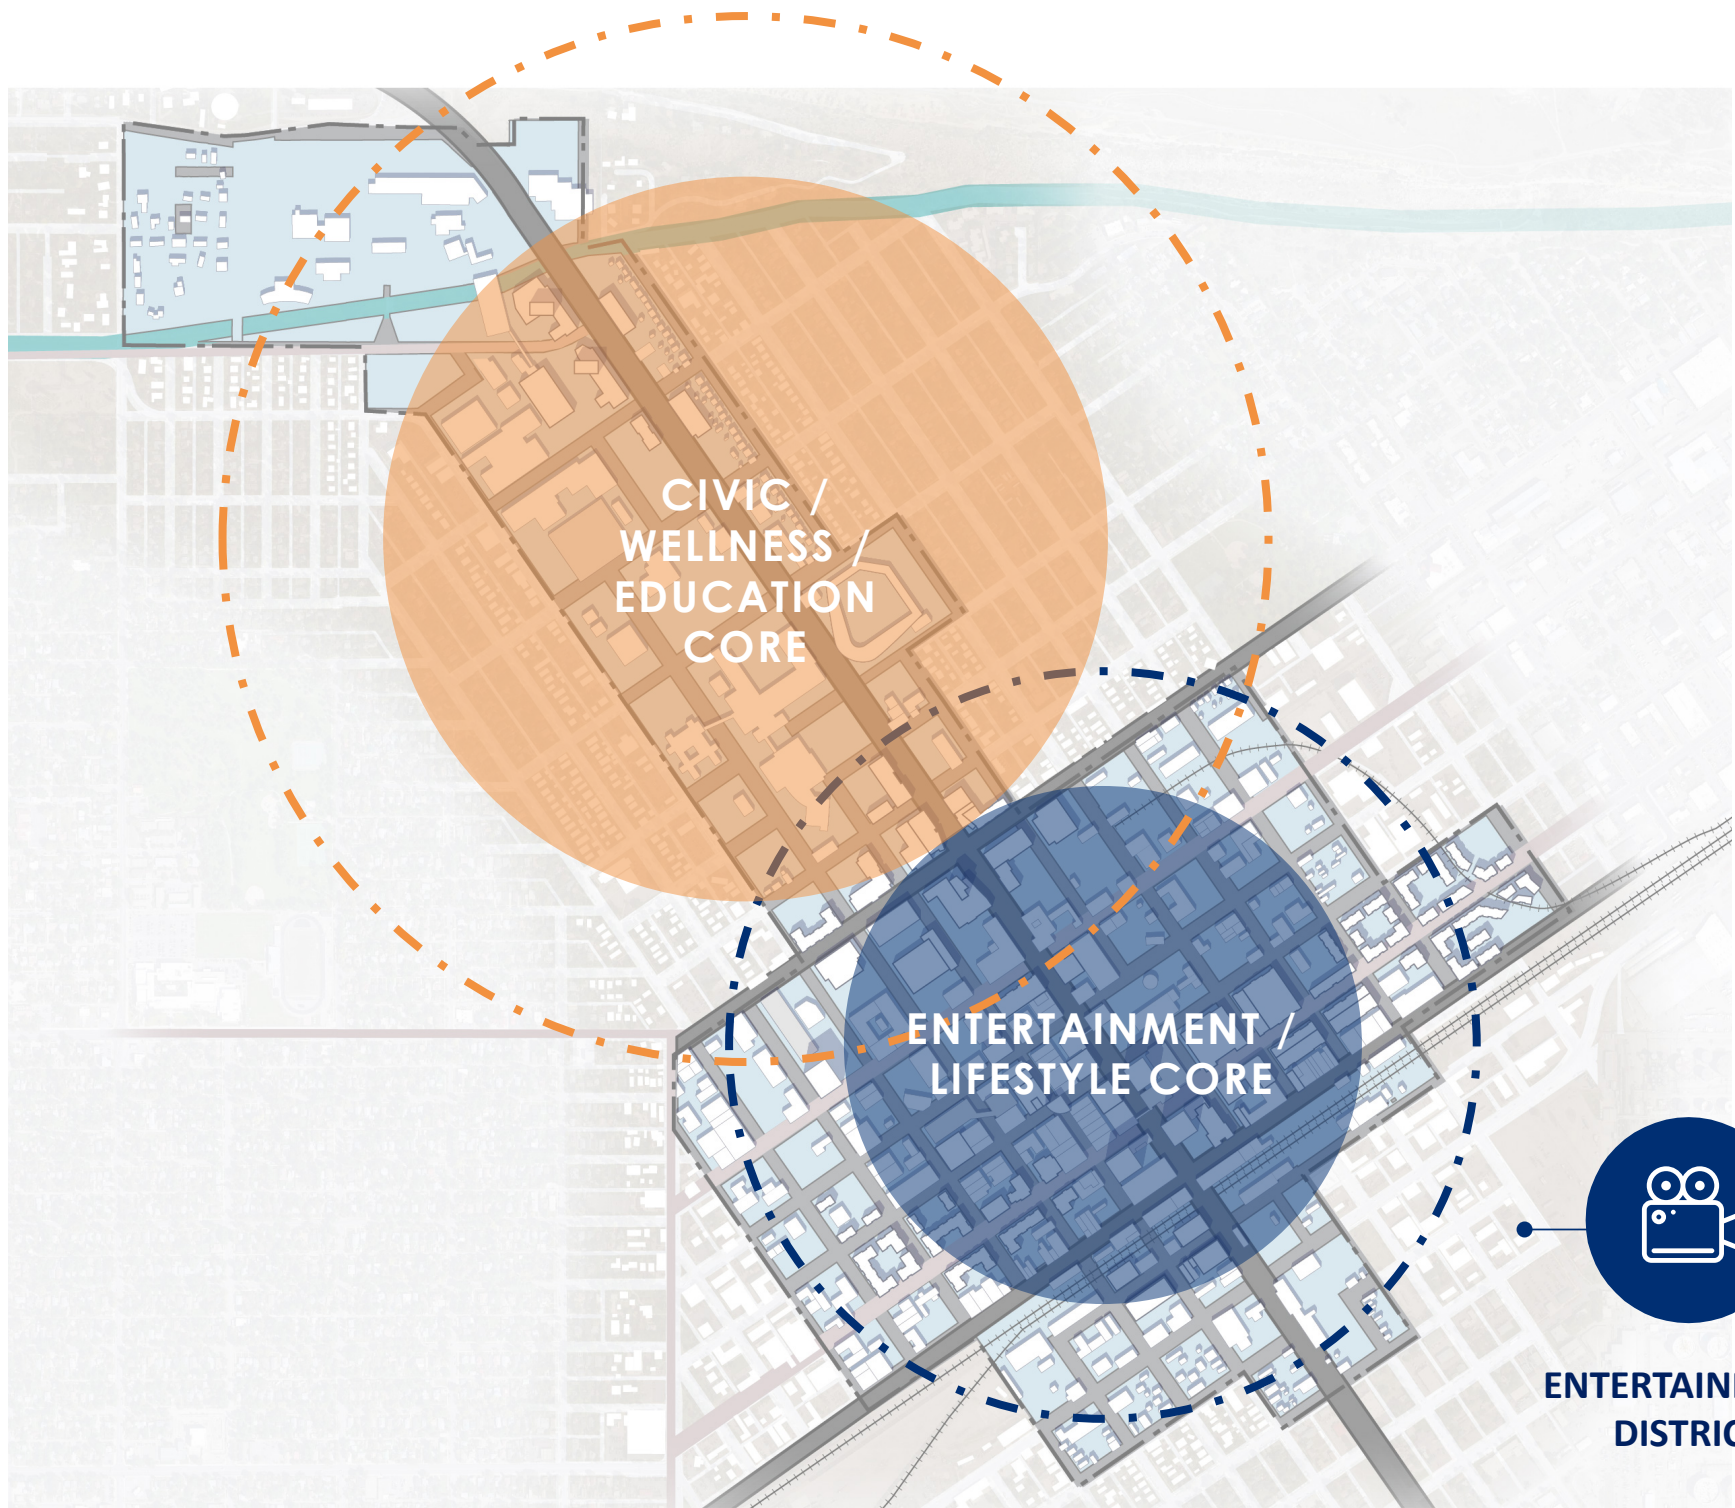 CIVIC /
WELLNESS /
EDUCATION
CORE
ENTERTAINMENT /
LIFESTYLE CORE